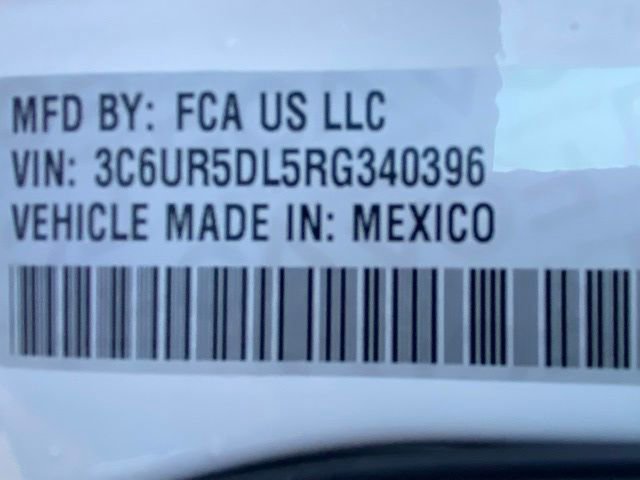 MFD BY: FCA US LLC
VIN: 3C6UR5DL5RG340396
VEHICLE MADE IN: MEXICO